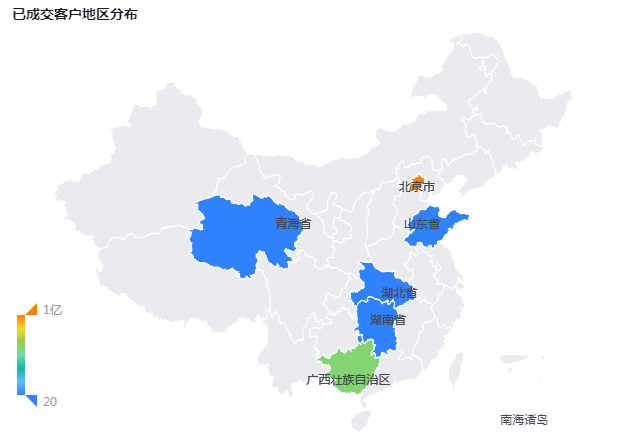 已成交客户地区分布
北京市
青海省
山东省
湖北省
1亿
湖南省
广西壮族自治区
20
南海诸岛